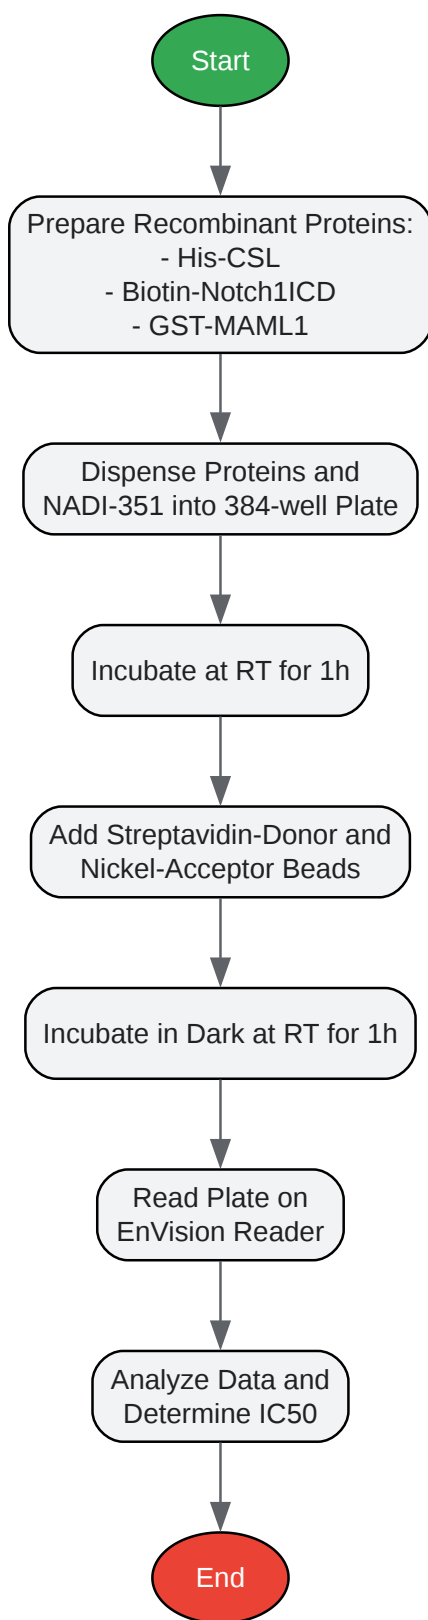 Start
Prepare Recombinant Proteins:
- His-CSL
- Biotin-Notch1ICD
- GST-MAML1
Dispense Proteins and
NADI-351 into 384-well Plate
Incubate at RT for 1h
Add Streptavidin-Donor and
Nickel-Acceptor Beads
Incubate in Dark at RT for 1h
Read Plate on
EnVision Reader
Analyze Data and
Determine IC50
End